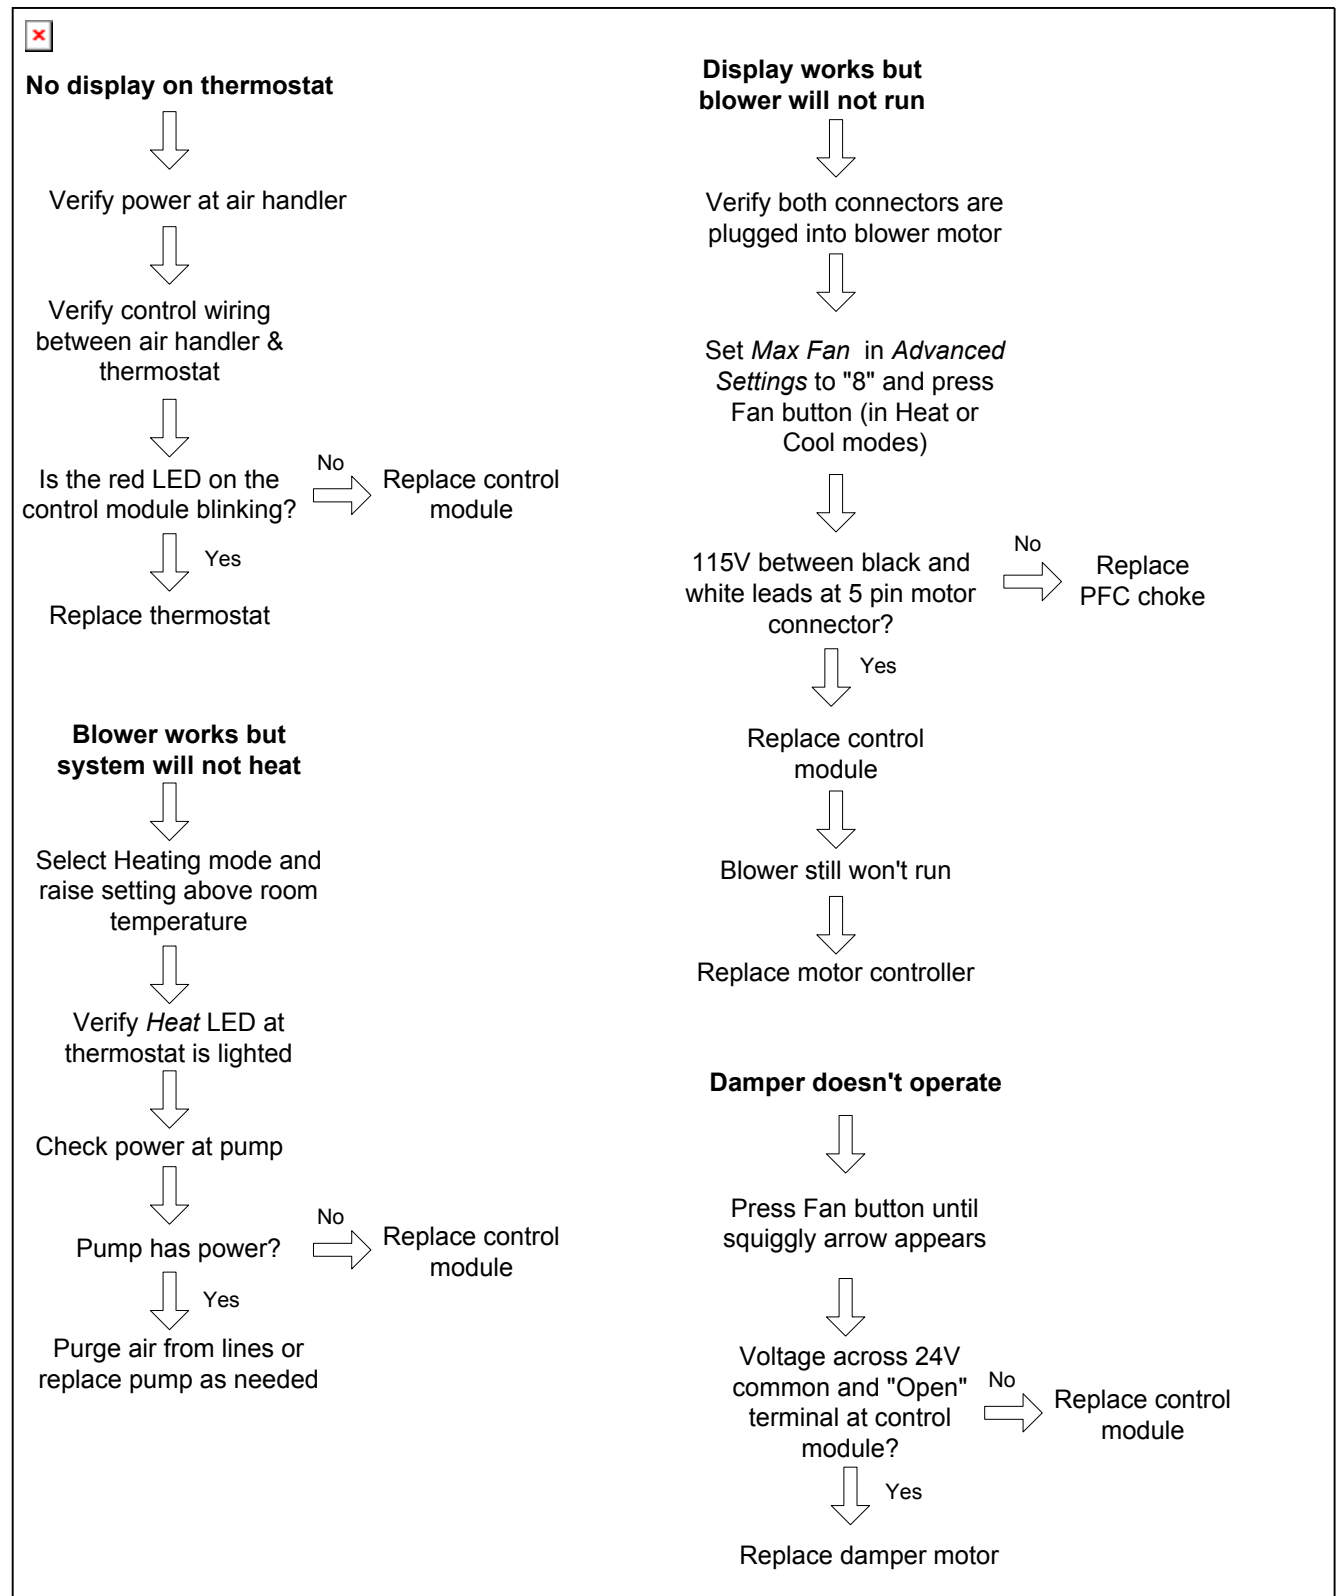 No display on thermostat
Verify power at air handler
Verify control wiring
between air handler &
thermostat
Is the red LED on the
control module blinking?
No
Replace control
module
Yes
Replace thermostat
Blower works but
system will not heat
Select Heating mode and
raise setting above room
temperature
Verify Heat LED at
thermostat is lighted
Check power at pump
Pump has power?
No
Replace control
module
Yes
Purge air from lines or
replace pump as needed
Display works but
blower will not run
Verify both connectors are
plugged into blower motor
Set Max Fan in Advanced
Settings to "8" and press
Fan button (in Heat or
Cool modes)
115V between black and
white leads at 5 pin motor
connector?
No
Replace
PFC choke
Yes
Replace control
module
Blower still won't run
Replace motor controller
Damper doesn't operate
Press Fan button until
squiggly arrow appears
Voltage across 24V
common and "Open"
terminal at control
module?
No
Replace control
module
Yes
Replace damper motor